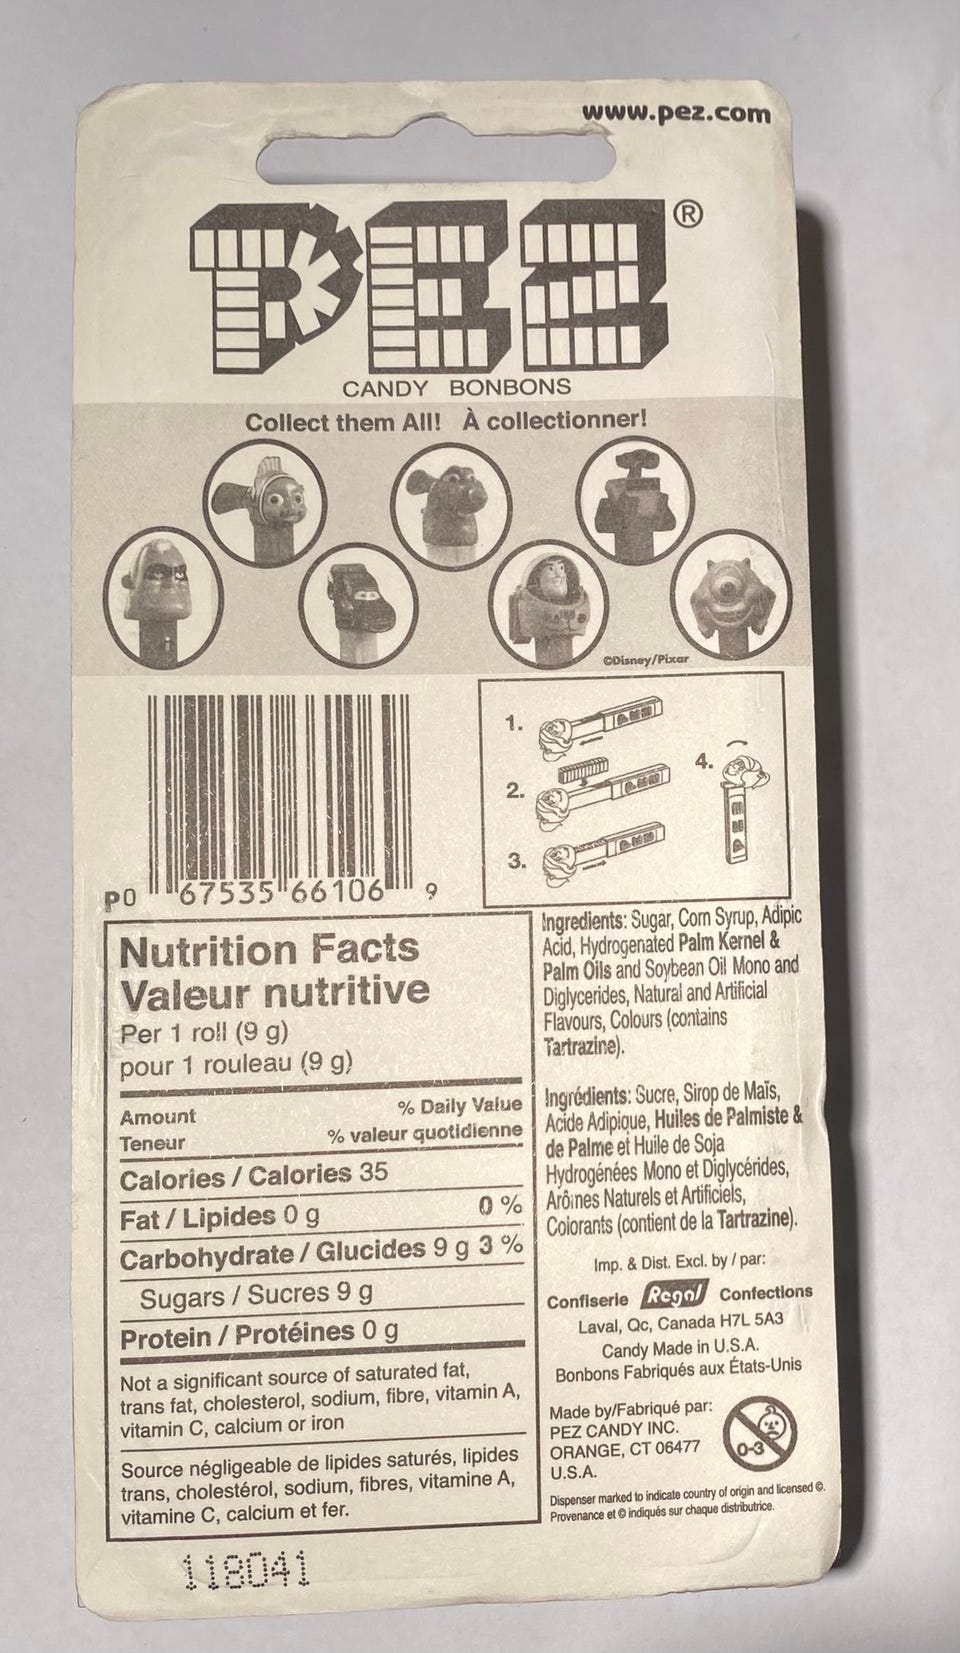 www.pez.com
PEZ®
CANDY BONBONS
Collect them All! À collectionner!
©Disney/Pixar
1.
2.
3.
4.
P0 67535 66106 9
Nutrition Facts
Valeur nutritive
Per 1 roll (9 g)
pour 1 rouleau (9 g)
Amount % Daily Value
Teneur % valeur quotidienne
Calories / Calories 35
Fat / Lipides 0 g 0 %
Carbohydrate / Glucides 9 g 3 %
Sugars / Sucres 9 g
Protein / Protéines 0 g
Not a significant source of saturated fat,
trans fat, cholesterol, sodium, fibre, vitamin A,
vitamin C, calcium or iron
Source négligeable de lipides saturés, lipides
trans, cholestérol, sodium, fibres, vitamine A,
vitamine C, calcium et fer.
118041
Ingredients: Sugar, Corn Syrup, Adipic
Acid, Hydrogenated Palm Kernel &
Palm Oils and Soybean Oil Mono and
Diglycerides, Natural and Artificial
Flavours, Colours (contains
Tartrazine).
Ingrédients: Sucre, Sirop de Maïs,
Acide Adipique, Huiles de Palmiste &
de Palme et Huile de Soja
Hydrogénées Mono et Diglycérides,
Arômes Naturels et Artificiels,
Colorants (contient de la Tartrazine).
Imp. & Dist. Excl. by / par:
Confiserie Regal Confections
Laval, Qc, Canada H7L 5A3
Candy Made in U.S.A.
Bonbons Fabriqués aux États-Unis
Made by/Fabriqué par:
PEZ CANDY INC.
ORANGE, CT 06477
U.S.A.
0-3
Dispenser marked to indicate country of origin and licensed ©.
Provenance et © indiqués sur chaque distributrice.